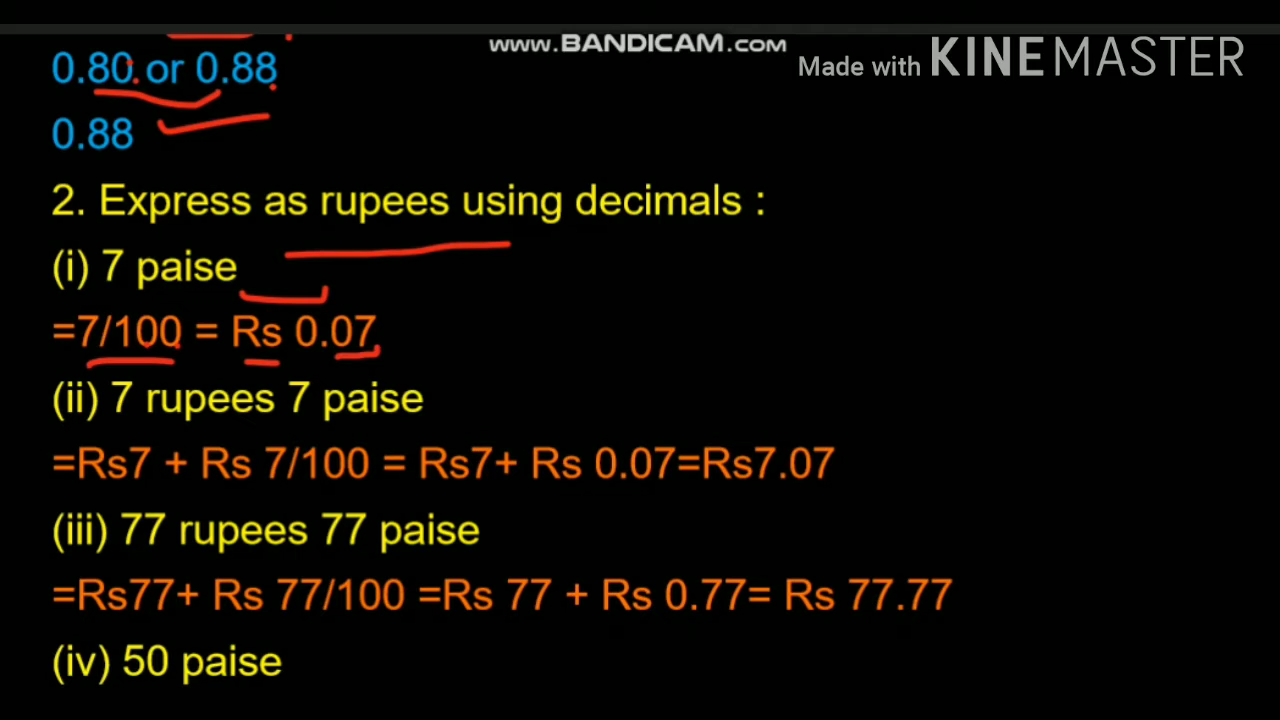 www.BANDICAM.com
Made with KINEMASTER
0.80 or 0.88
0.88
2. Express as rupees using decimals :
(i) 7 paise
=7/100 = Rs 0.07
(ii) 7 rupees 7 paise
=Rs7 + Rs 7/100 = Rs7+ Rs 0.07=Rs7.07
(iii) 77 rupees 77 paise
=Rs77+ Rs 77/100 =Rs 77 + Rs 0.77= Rs 77.77
(iv) 50 paise